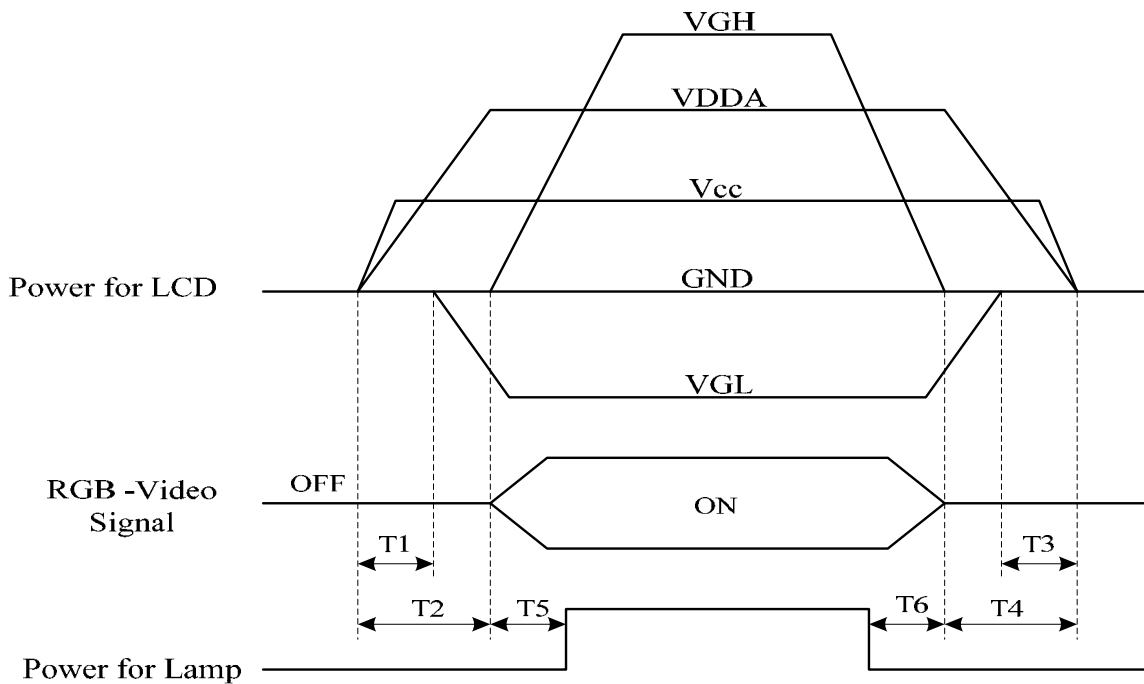 VGH
VDDA
Vcc
Power for LCD
GND
VGL
RGB -Video
Signal
OFF
ON
T1
T3
T2
T5
T6
T4
Power for Lamp